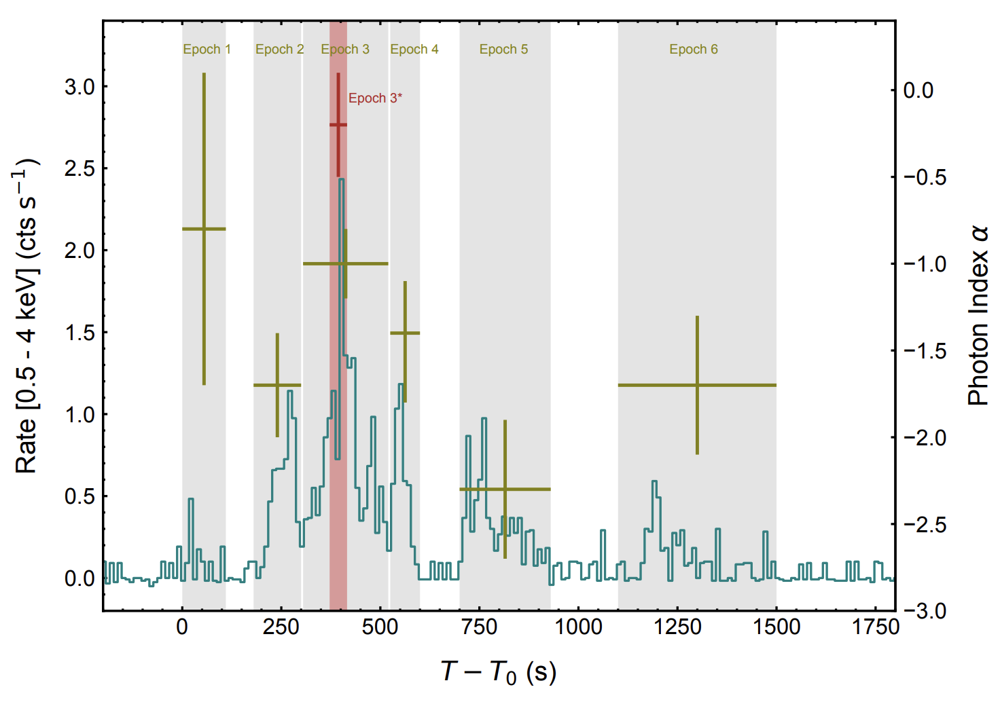 Epoch 1
Epoch 2
Epoch 3
Epoch 4
Epoch 5
Epoch 6
Epoch 3*
3.0
2.5
2.0
1.5
1.0
0.5
0.0
Rate [0.5 - 4 keV] (cts s⁻¹)
0.0
−0.5
−1.0
−1.5
−2.0
−2.5
−3.0
Photon Index α
0 250 500 750 1000 1250 1500 1750
T − T₀ (s)